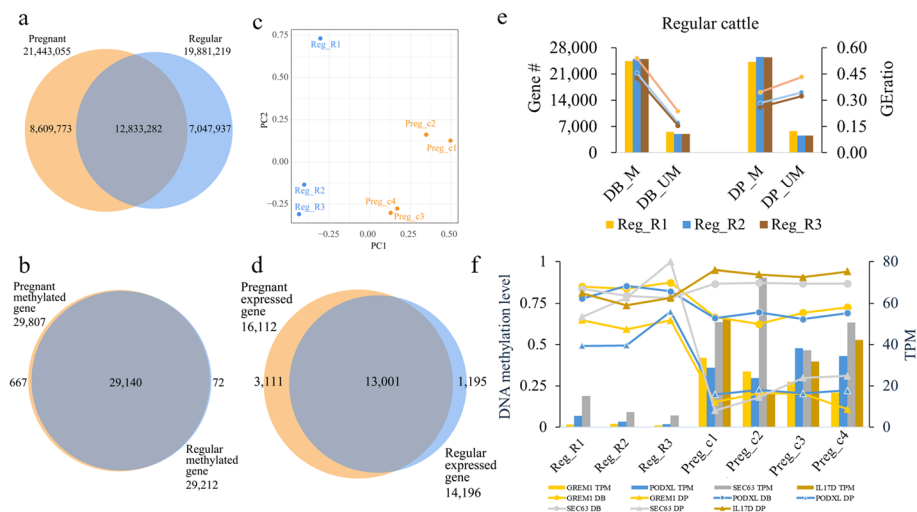 a
Pregnant
21,443,055
Regular
19,881,219
8,609,773
12,833,282
7,047,937
b
Pregnant
methylated
gene
29,807
667
29,140
72
Regular
methylated
gene
29,212
c
PC2
0.75
0.50
0.25
0.00
−0.25
Reg_R1
Preg_c2
Preg_c1
Reg_R2
Reg_R3
Preg_c4
Preg_c3
−0.25
0.00
0.25
0.50
PC1
d
Pregnant
expressed
gene
16,112
3,111
13,001
1,195
Regular
expressed
gene
14,196
e
Regular cattle
Gene #
28,000
21,000
14,000
7,000
0
0.60
0.45
0.30
0.15
0.00
GEratio
DB_M
DB_UM
DP_M
DP_UM
Reg_R1
Reg_R2
Reg_R3
f
DNA methylation level
1
0.75
0.5
0.25
0
80
60
40
20
0
TPM
Reg_R1
Reg_R2
Reg_R3
Preg_c1
Preg_c2
Preg_c3
Preg_c4
GREM1 TPM
PODXL TPM
SEC63 TPM
IL17D TPM
GREM1 DB
GREM1 DP
PODXL DB
PODXL DP
SEC63 DB
SEC63 DP
IL17D DP